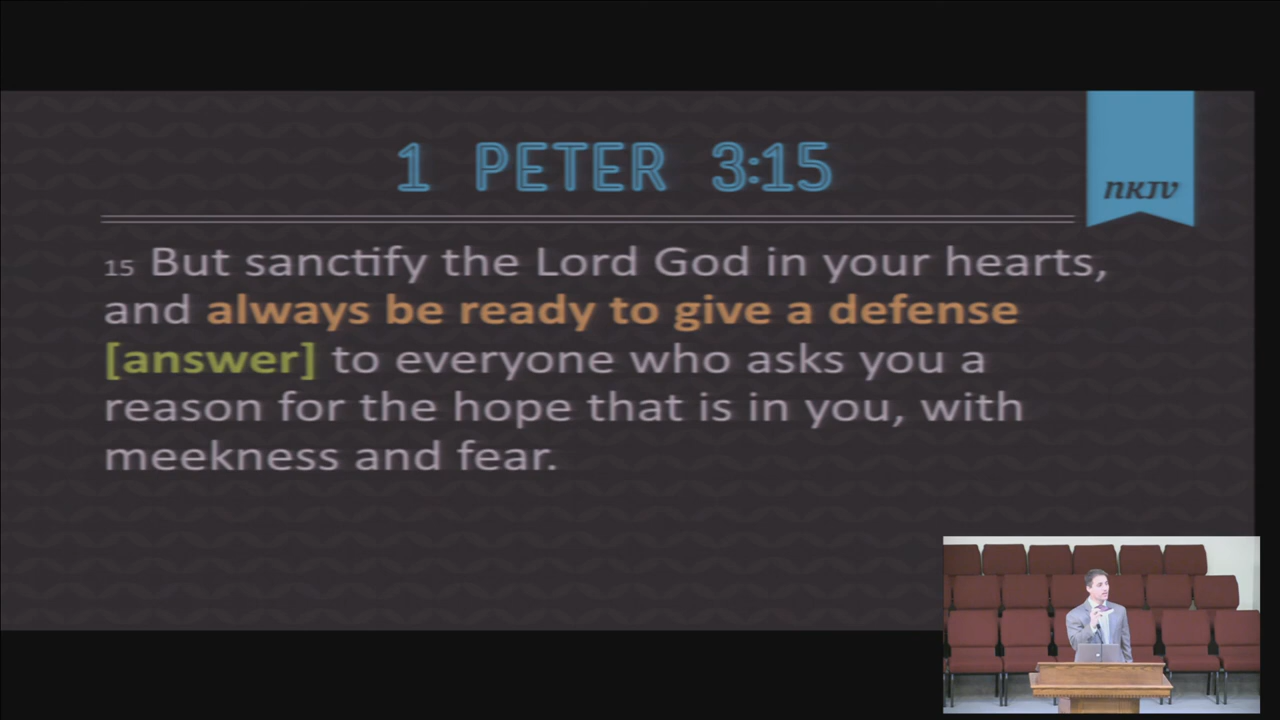 1 PETER 3:15
NKJV
15 But sanctify the Lord God in your hearts,
and always be ready to give a defense
[answer] to everyone who asks you a
reason for the hope that is in you, with
meekness and fear.